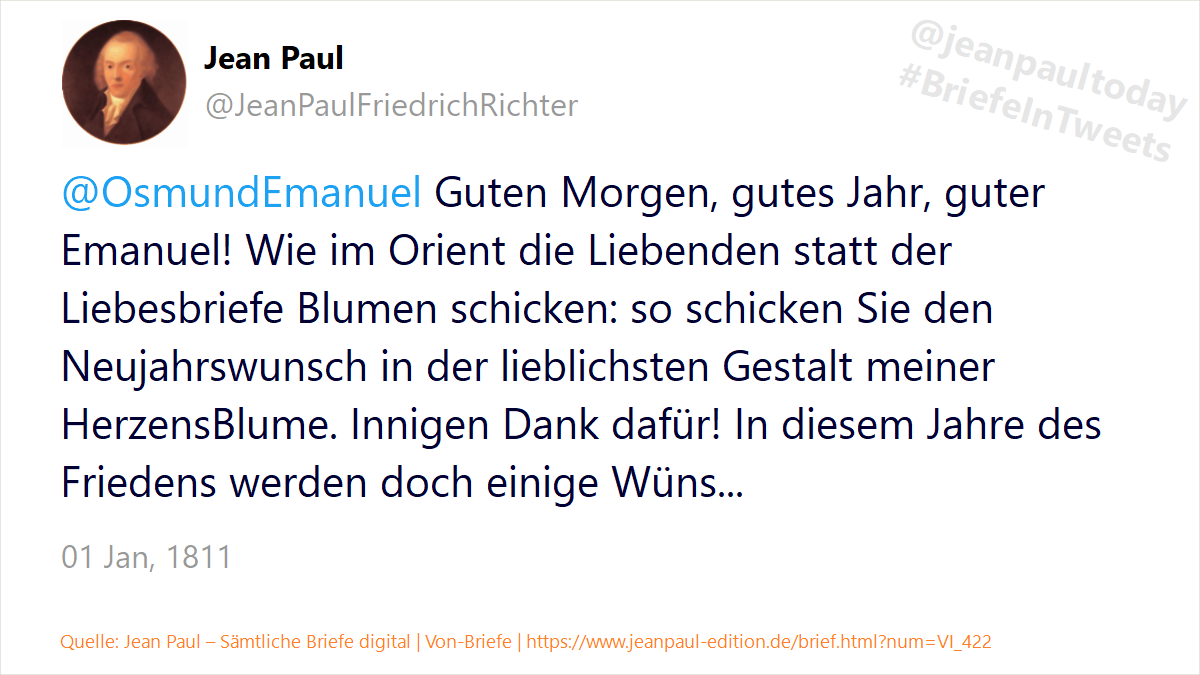 Jean Paul
@JeanPaulFriedrichRichter
@jeanpaultoday
#BriefeInTweets
@OsmundEmanuel Guten Morgen, gutes Jahr, guter
Emanuel! Wie im Orient die Liebenden statt der
Liebesbriefe Blumen schicken: so schicken Sie den
Neujahrswunsch in der lieblichsten Gestalt meiner
HerzensBlume. Innigen Dank dafür! In diesem Jahre des
Friedens werden doch einige Wüns...
01 Jan, 1811
Quelle: Jean Paul – Sämtliche Briefe digital | Von-Briefe | https://www.jeanpaul-edition.de/brief.html?num=VI_422